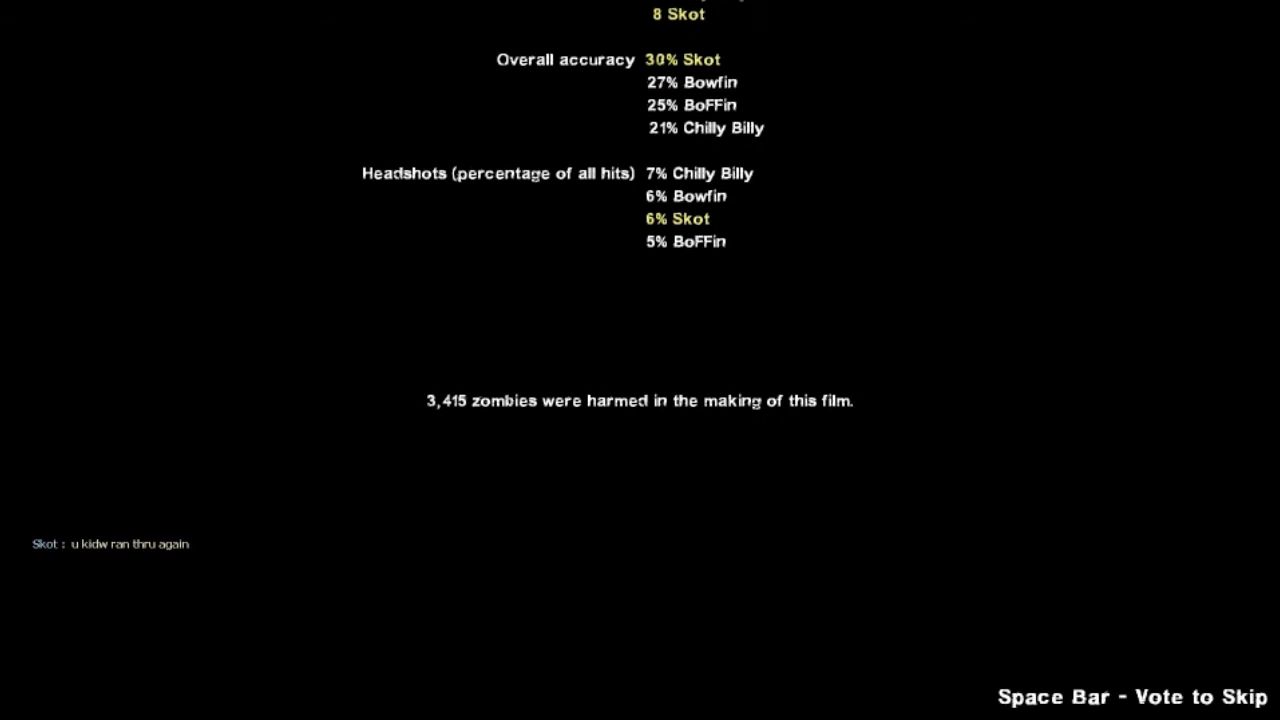 8 Skot
Overall accuracy 30% Skot
27% Bowfin
25% BoFFin
21% Chilly Billy
Headshots (percentage of all hits) 7% Chilly Billy
6% Bowfin
6% Skot
5% BoFFin
3,415 zombies were harmed in the making of this film.
Skot : u kidw ran thru again
Space Bar - Vote to Skip